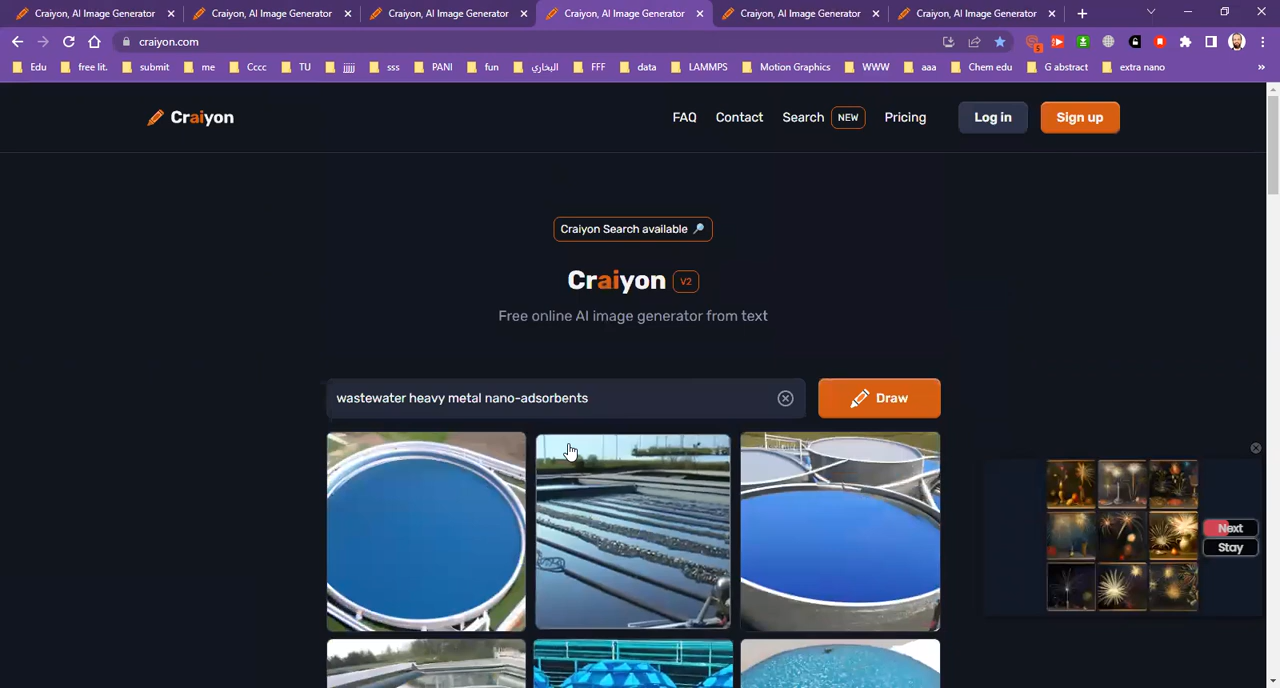 Craiyon, AI Image Generator Craiyon, AI Image Generator Craiyon, AI Image Generator Craiyon, AI Image Generator Craiyon, AI Image Generator Craiyon, AI Image Generator
craiyon.com
5
Edu free lit. submit me Cccc TU jjjjj sss PANI fun البخاري FFF data LAMMPS Motion Graphics WWW aaa Chem edu G abstract extra nano »
Craiyon FAQ Contact Search NEW Pricing Log in Sign up
Craiyon Search available
Craiyon V2
Free online AI image generator from text
wastewater heavy metal nano-adsorbents Draw
Next
Stay